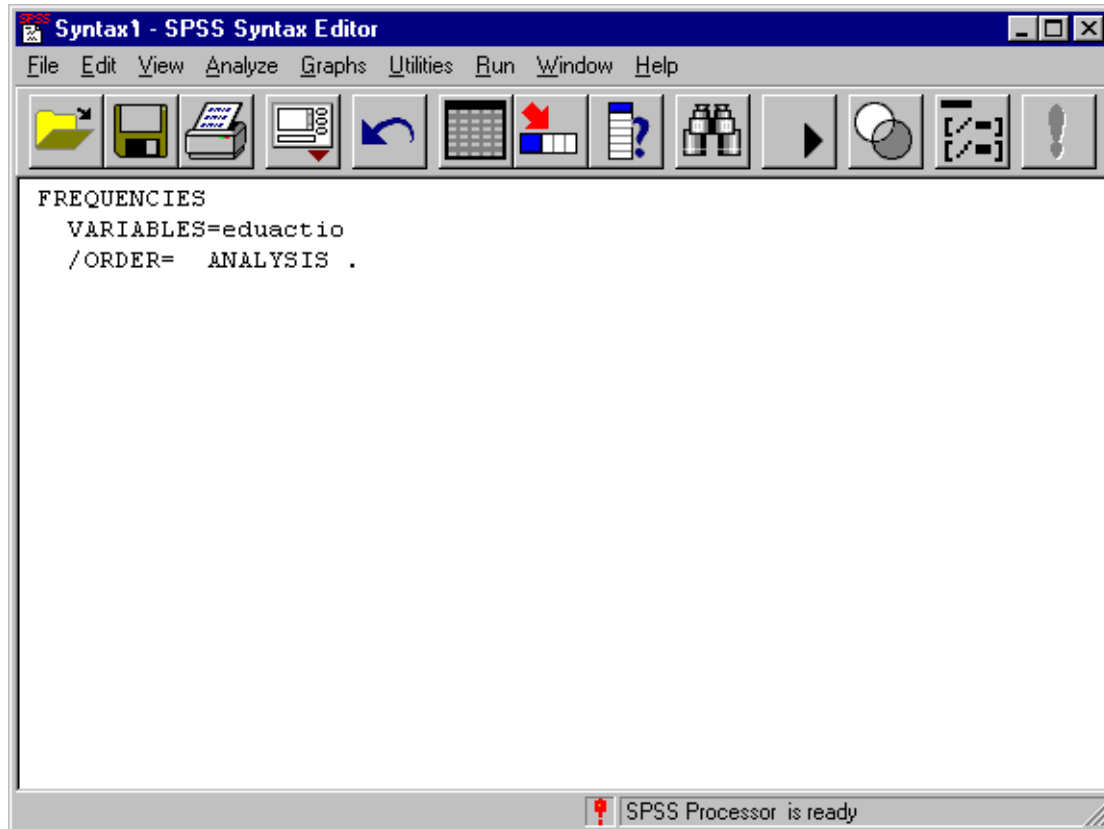 Syntax1 - SPSS Syntax Editor
File Edit View Analyze Graphs Utilities Run Window Help
FREQUENCIES
VARIABLES=eduactio
/ORDER= ANALYSIS .
SPSS Processor is ready